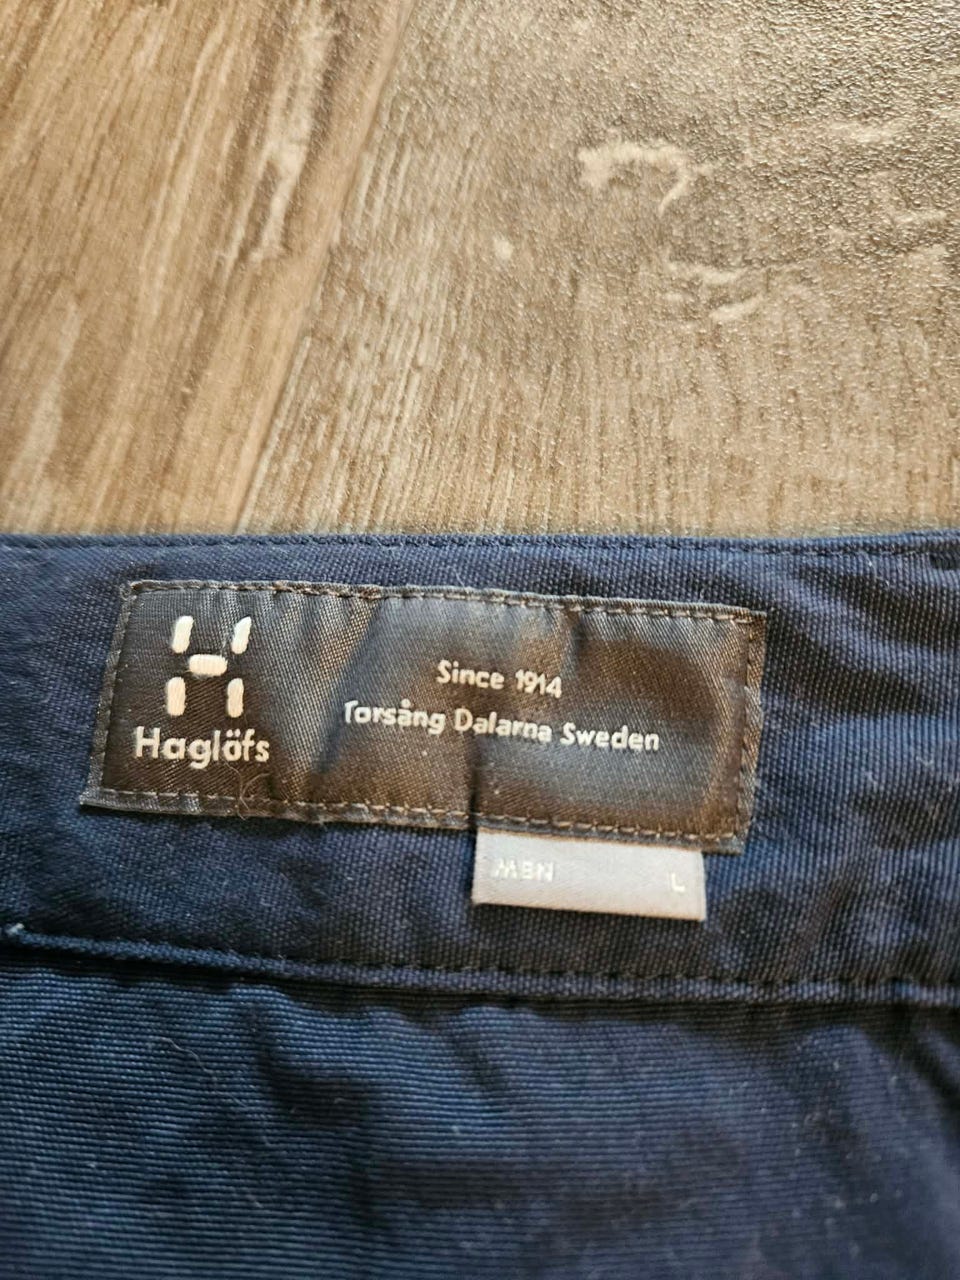 Haglöfs
Since 1914
Torsång Dalarna Sweden
MEN L